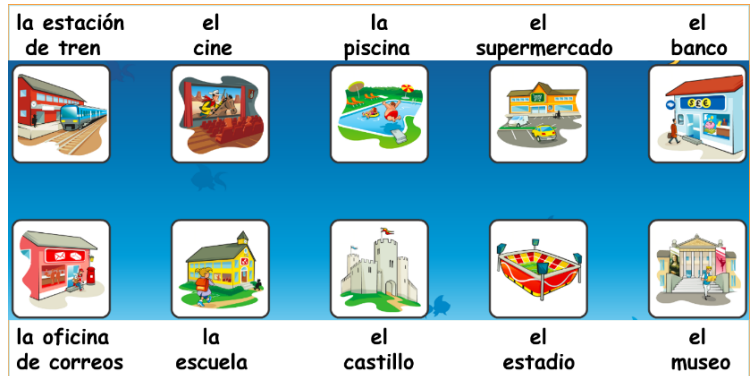 la estación
de tren
el
cine
la
piscina
el
supermercado
el
banco
la oficina
de correos
la
escuela
el
castillo
el
estadio
el
museo